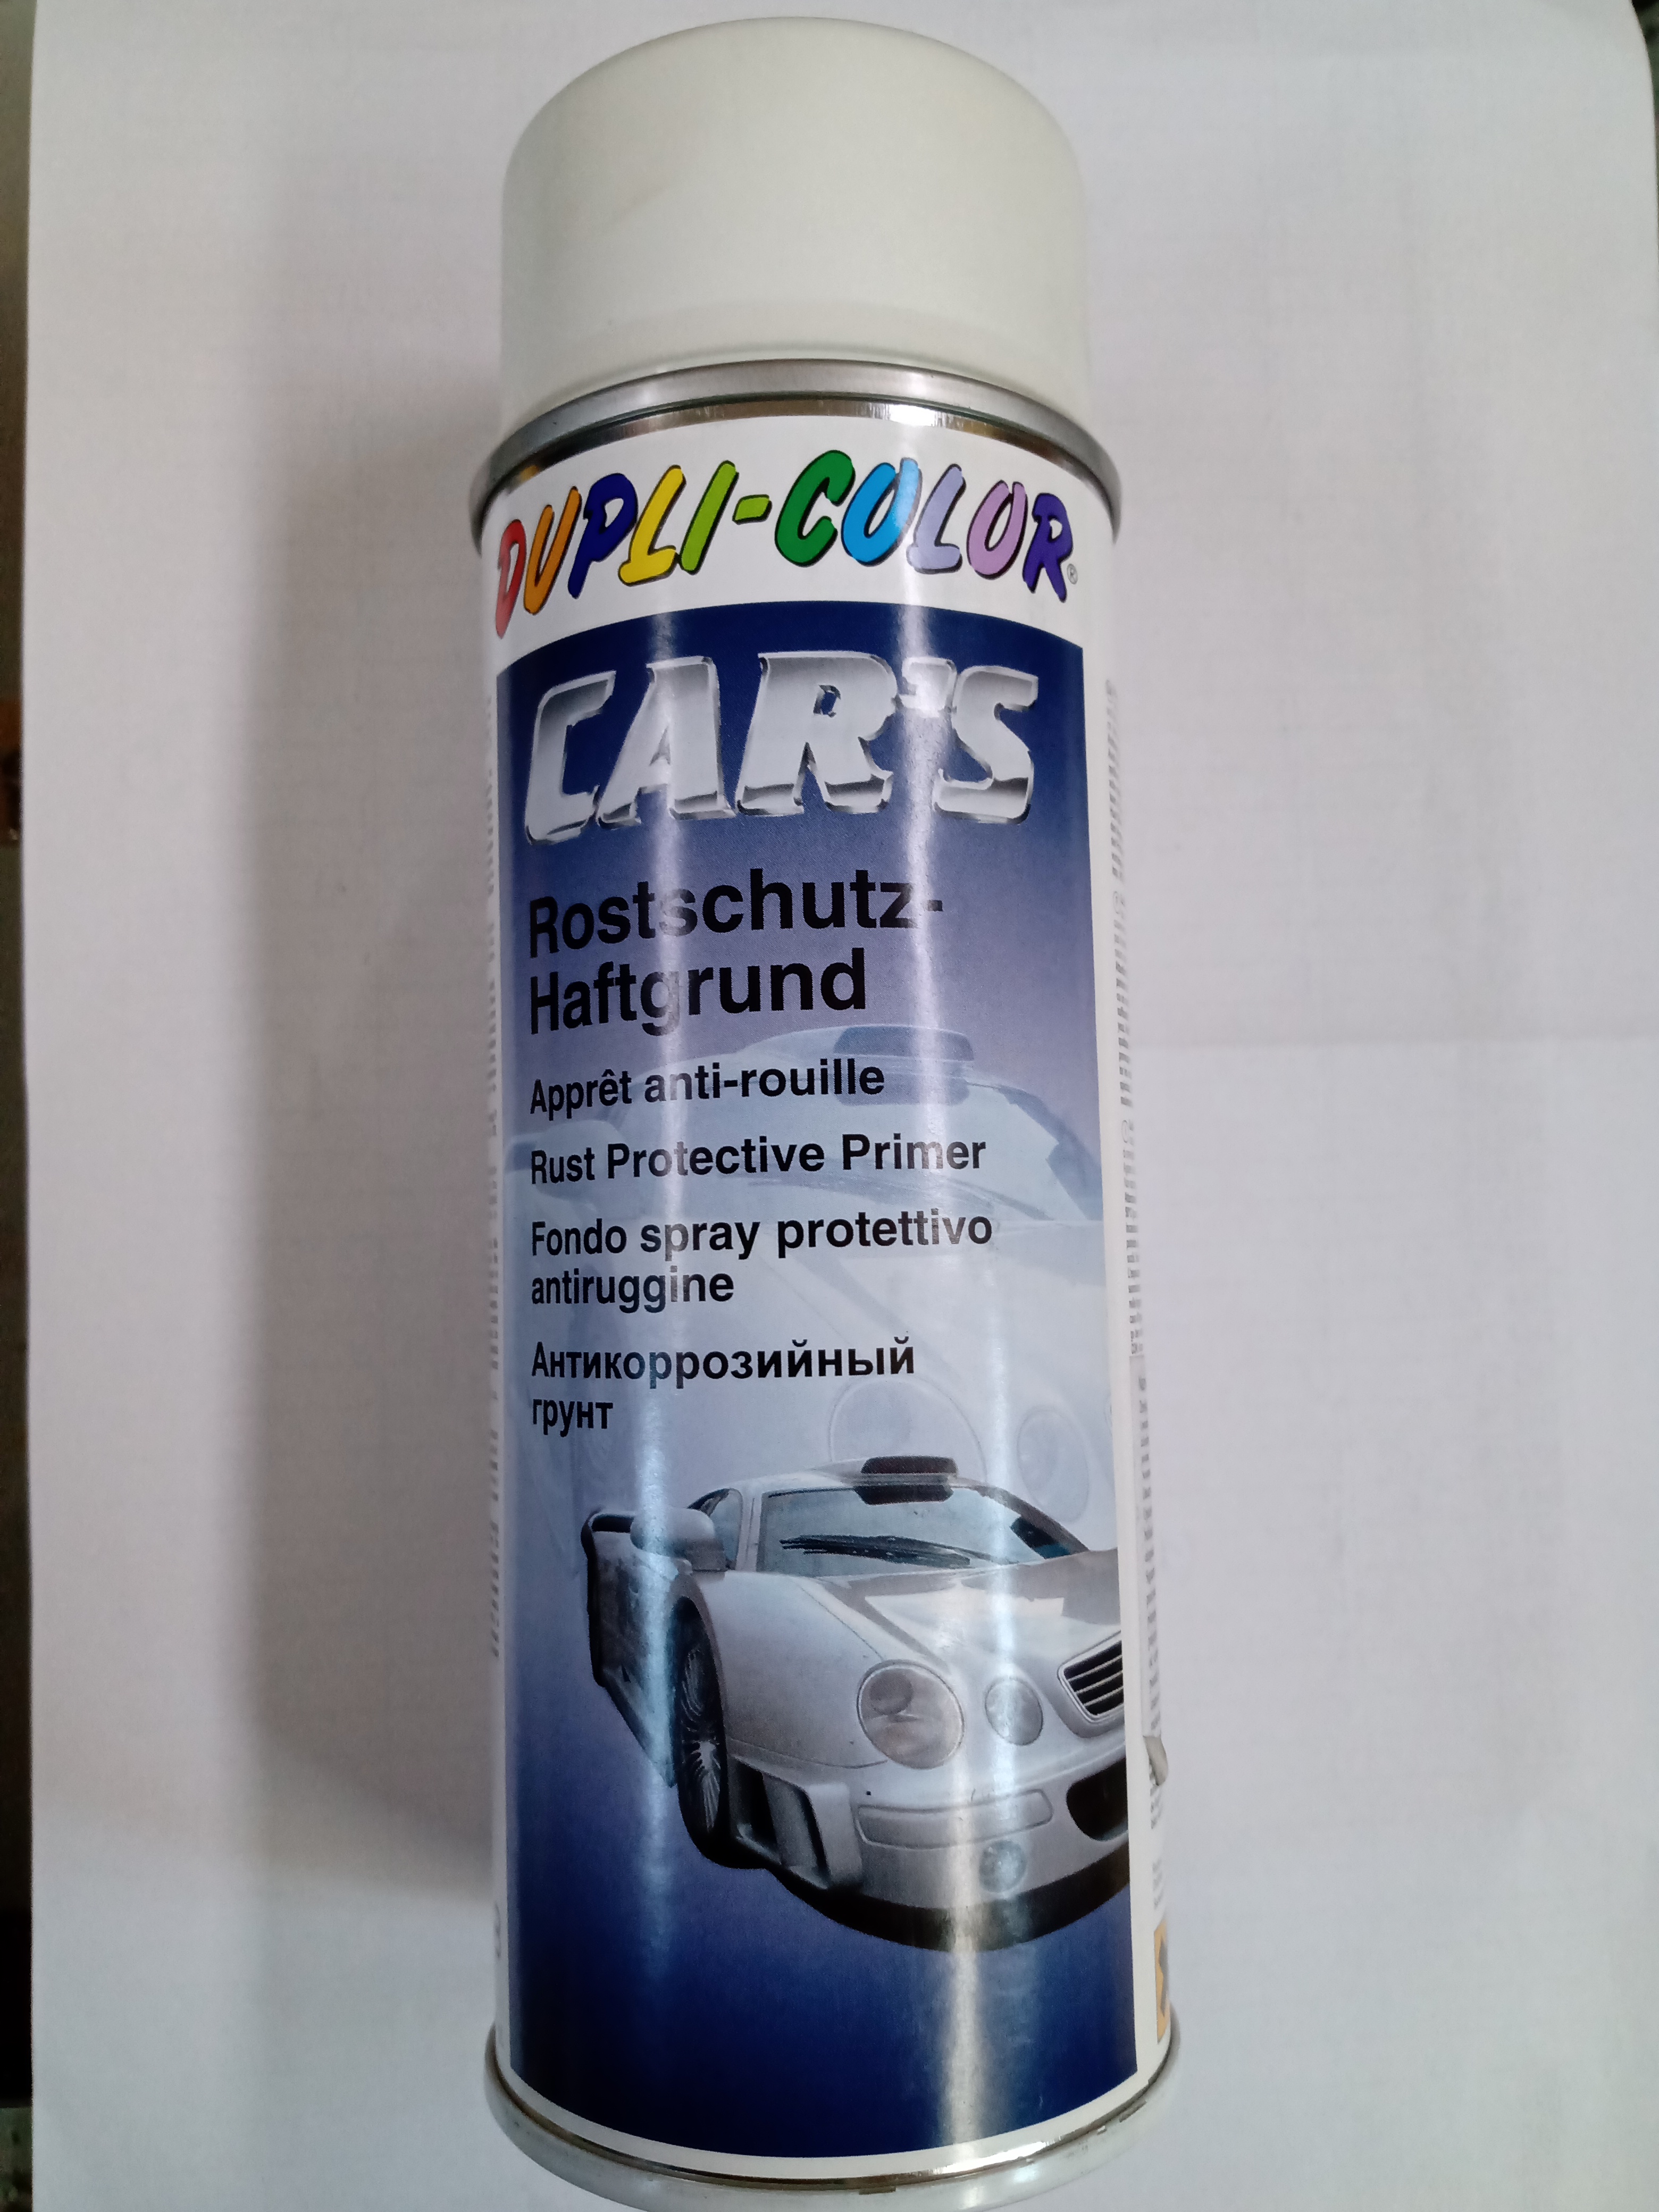 DUPLI-COLOR®
CAR'S
Rostschutz-
Haftgrund
Apprêt anti-rouille
Rust Protective Primer
Fondo spray protettivo
antiruggine
Антикоррозийный
грунт